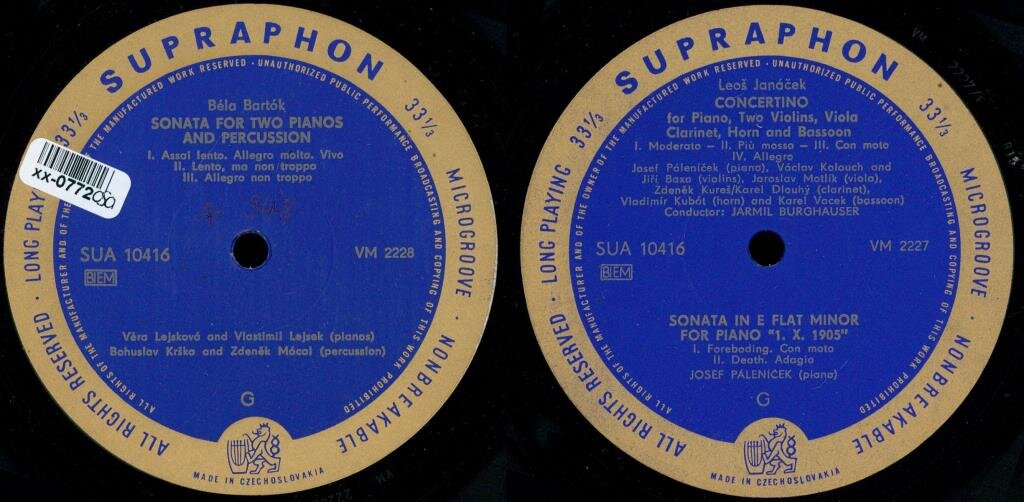 SUPRAPHON
ALL RIGHTS OF THE MANUFACTURER AND OF THE OWNER OF THE MANUFACTURED WORK RESERVED · UNAUTHORIZED PUBLIC PERFORMANCE BROADCASTING AND COPYING OF THIS WORK PROHIBITED
33⅓
33⅓
ALL RIGHTS RESERVED · LONG PLAYING
MICROGROOVE · NONBREAKABLE
Béla Bartók
SONATA FOR TWO PIANOS
AND PERCUSSION
I. Assai lento. Allegro molto. Vivo
II. Lento, ma non troppo
III. Allegro non troppo
xx-0772
SUA 10416
VM 2228
BIEM
Věra Lejsková and Vlastimil Lejsek (pianos)
Bohuslav Krška and Zdeněk Mácal (percussion)
G
MADE IN CZECHOSLOVAKIA
SUPRAPHON
ALL RIGHTS OF THE MANUFACTURER AND OF THE OWNER OF THE MANUFACTURED WORK RESERVED · UNAUTHORIZED PUBLIC PERFORMANCE BROADCASTING AND COPYING OF THIS WORK PROHIBITED
33⅓
33⅓
ALL RIGHTS RESERVED · LONG PLAYING
MICROGROOVE · NONBREAKABLE
Leoš Janáček
CONCERTINO
for Piano, Two Violins, Viola
Clarinet, Horn and Bassoon
I. Moderato – II. Più mosso – III. Con moto
IV. Allegro
Josef Páleníček (piano), Václav Kolouch and
Jiří Baxa (violins), Jaroslav Motlík (viola),
Zdeněk Kureš/Karel Dlouhý (clarinet),
Vladimír Kubát (horn) and Karel Vacek (bassoon)
Conductor: JARMIL BURGHAUSER
SUA 10416
VM 2227
BIEM
SONATA IN E FLAT MINOR
FOR PIANO "1. X. 1905"
I. Foreboding. Con moto
II. Death. Adagio
JOSEF PÁLENÍČEK (piano)
G
MADE IN CZECHOSLOVAKIA